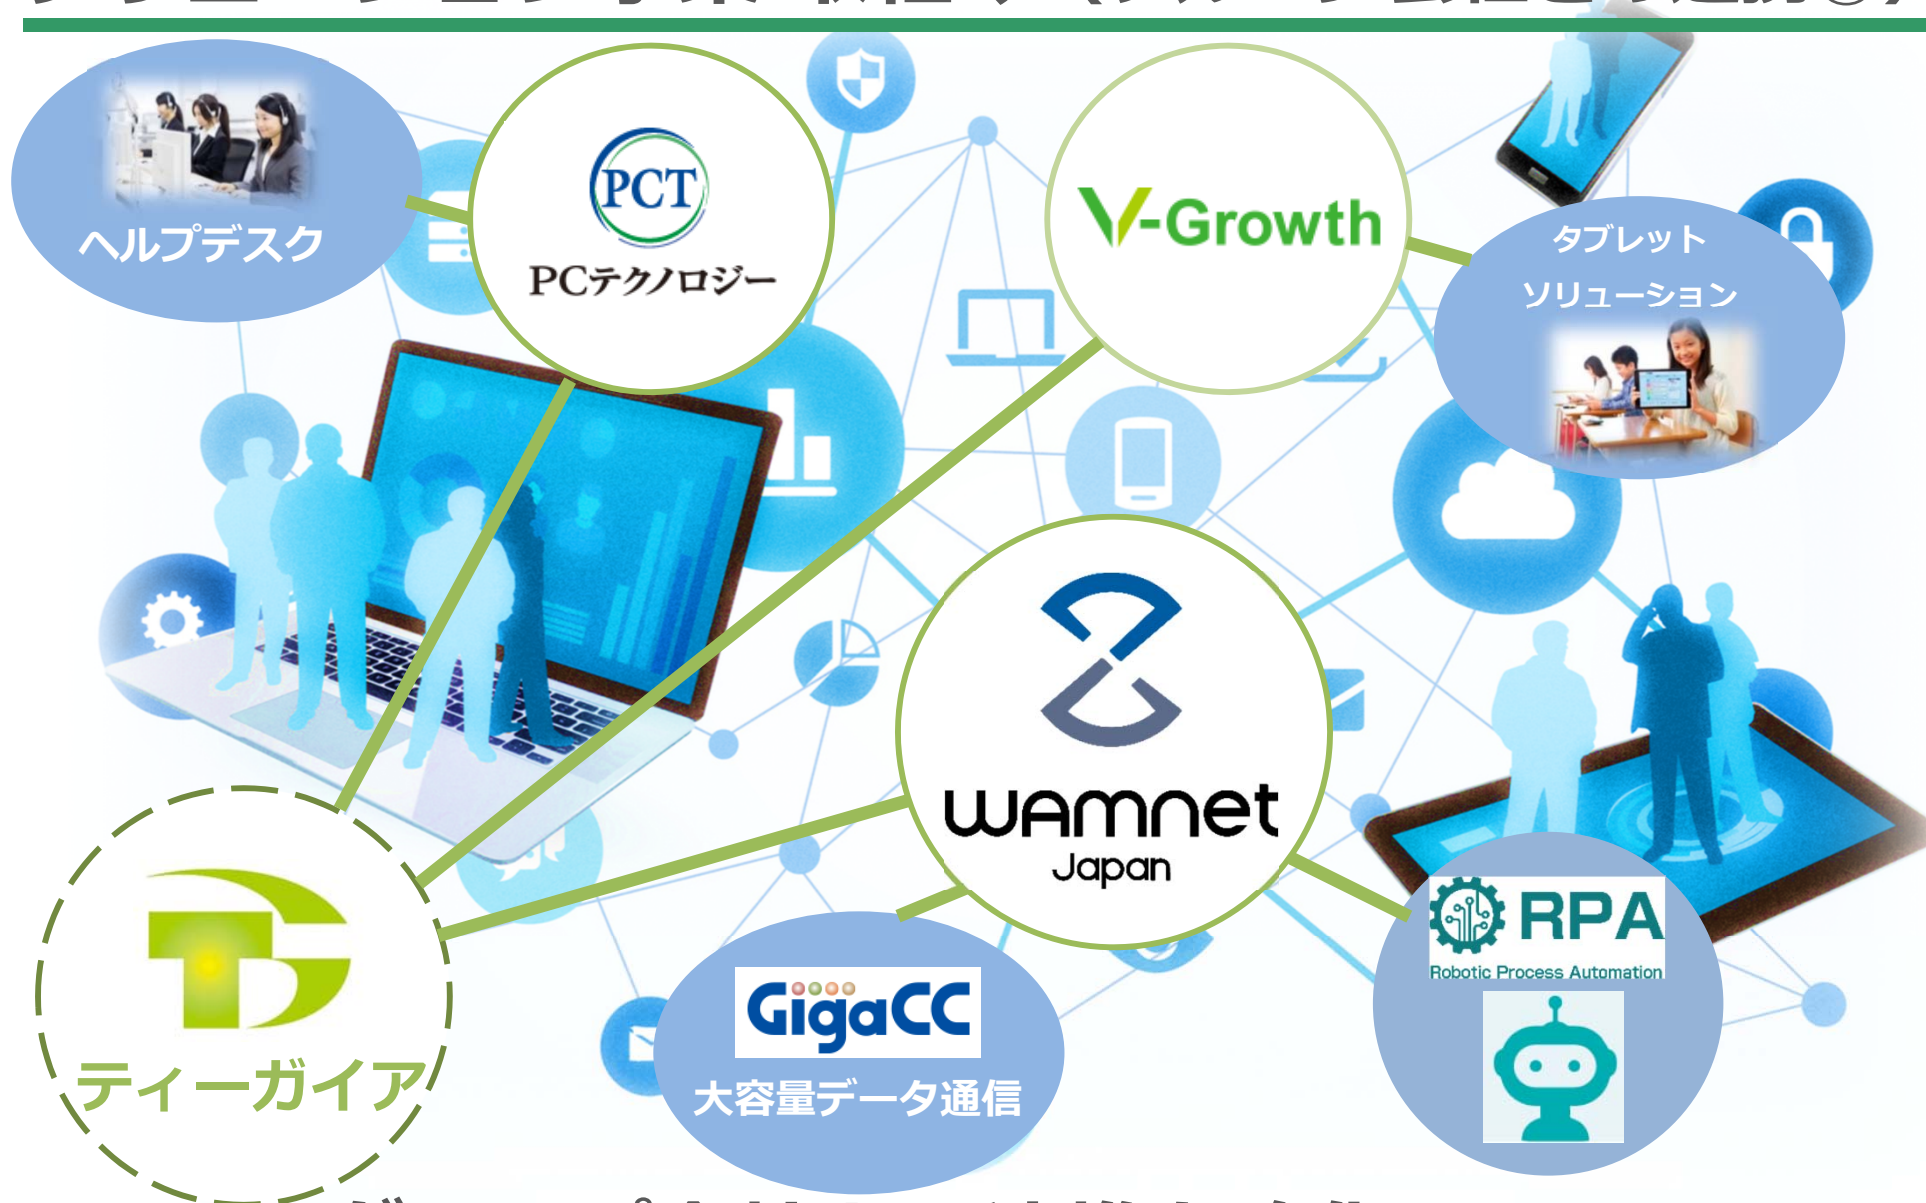 ヘルプデスク
PCT
PCテクノロジー
V-Growth
タブレット
ソリューション
wamnet
Japan
RPA
Robotic Process Automation
GigaCC
大容量データ通信
ティーガイア